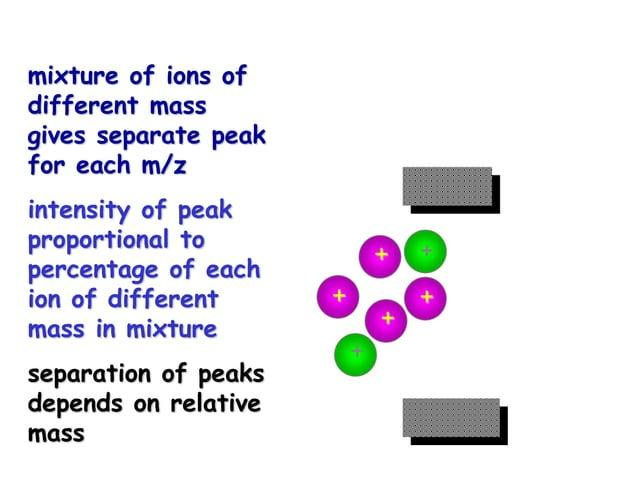 mixture of ions of
different mass
gives separate peak
for each m/z
intensity of peak
proportional to
percentage of each
ion of different
mass in mixture
separation of peaks
depends on relative
mass
+ +
+ +
+
+